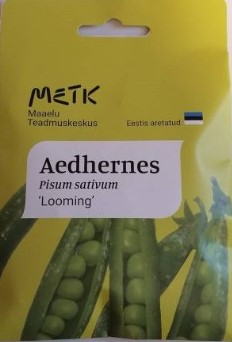 METK
Maaelu
Teadmuskeskus
Eestis aretatud
Aedhernes
Pisum sativum
'Looming'